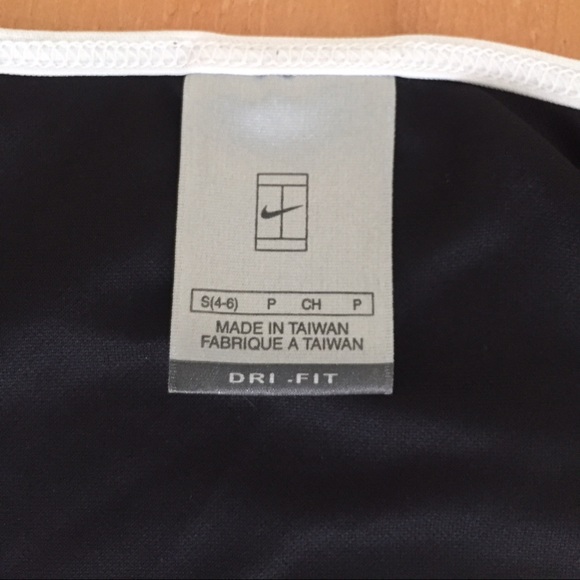 S(4-6) P CH P
MADE IN TAIWAN
FABRIQUE A TAIWAN
DRI-FIT